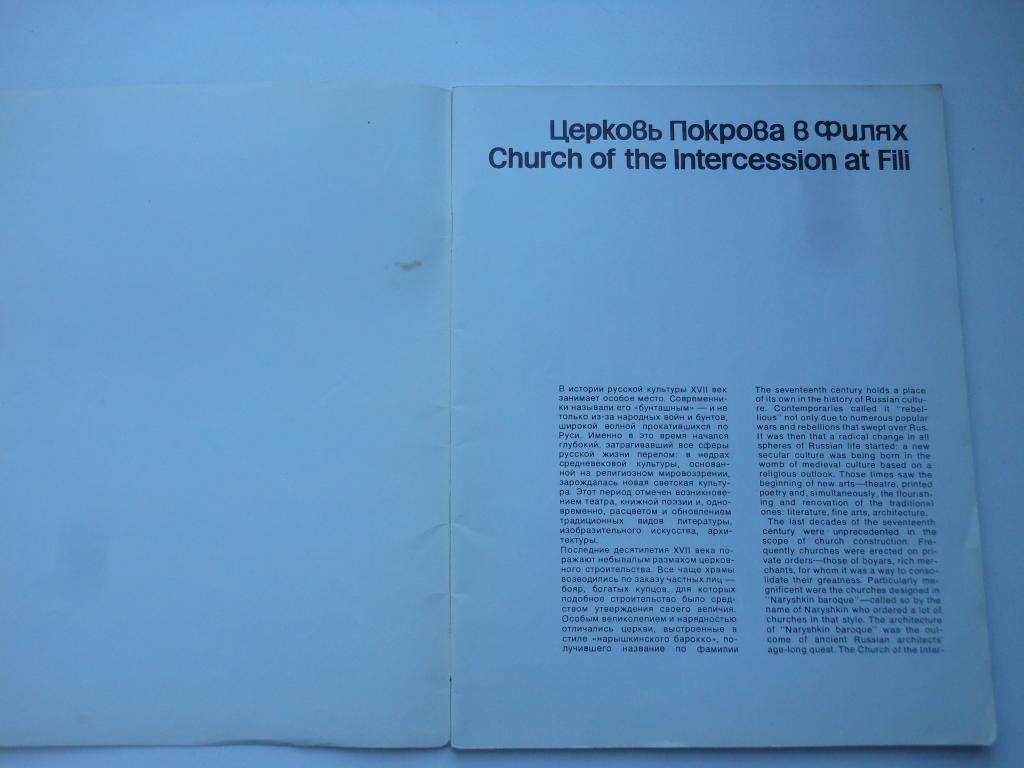 Церковь Покрова в Филях
Church of the Intercession at Fili
В истории русской культуры XVII век
занимает особое место. Современни-
ки называли его «бунташным» — и не
только из-за народных войн и бунтов,
широкой волной прокатившихся по
Руси. Именно в это время начался
глубокий, затрагивавший все сферы
русской жизни перелом: в недрах
средневековой культуры, основан-
ной на религиозном мировоззрении,
зарождалась новая светская культу-
ра. Этот период отмечен возникнове-
нием театра, книжной поэзии и, одно-
временно, расцветом и обновлением
традиционных видов литературы,
изобразительного искусства, архи-
тектуры.
Последние десятилетия XVII века по-
ражают небывалым размахом церков-
ного строительства. Все чаще храмы
возводились по заказу частных лиц —
бояр, богатых купцов, для которых
подобное строительство было сред-
ством утверждения своего величия.
Особым великолепием и нарядностью
отличались церкви, выстроенные в
стиле «нарышкинского барокко», по-
лучившего название по фамилии
The seventeenth century holds a place
of its own in the history of Russian cultu-
re. Contemporaries called it "rebel-
lious" not only due to numerous popular
wars and rebellions that swept over Rus.
It was then that a radical change in all
spheres of Russian life started: a new
secular culture was being born in the
womb of medieval culture based on a
religious outlook. Those times saw the
beginning of new arts—theatre, printed
poetry and, simultaneously, the flourish-
ing and renovation of the traditional
ones: literature, fine arts, architecture.
The last decades of the seventeenth
century were unprecedented in the
scope of church construction. Fre-
quently churches were erected on pri-
vate orders—those of boyars, rich mer-
chants, for whom it was a way to conso-
lidate their greatness. Particularly ma-
gnificent were the churches designed in
"Naryshkin baroque"—called so by the
name of Naryshkin who ordered a lot of
churches in that style. The architecture
of "Naryshkin baroque" was the out-
come of ancient Russian architects'
age-long quest. The Church of the Inter-